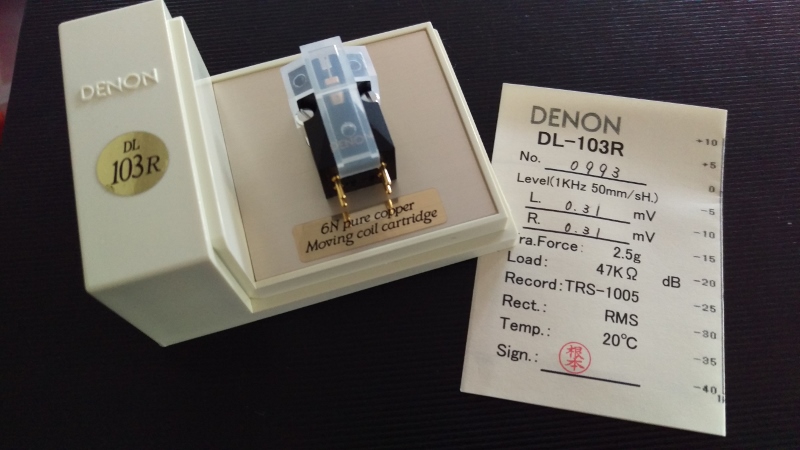 DENON
DL
103R
6N pure copper
Moving coil cartridge
DENON
DL-103R
No. 0993
Level(1KHz 50mm/sH.)
L. 0.31 mV
R. 0.31 mV
ra.Force: 2.5g
Load: 47KΩ
Record:TRS-1005
Rect.: RMS
Temp.: 20℃
Sign.: 根本
dB
+10
+5
0
-5
-10
-15
-20
-25
-30
-35
-40